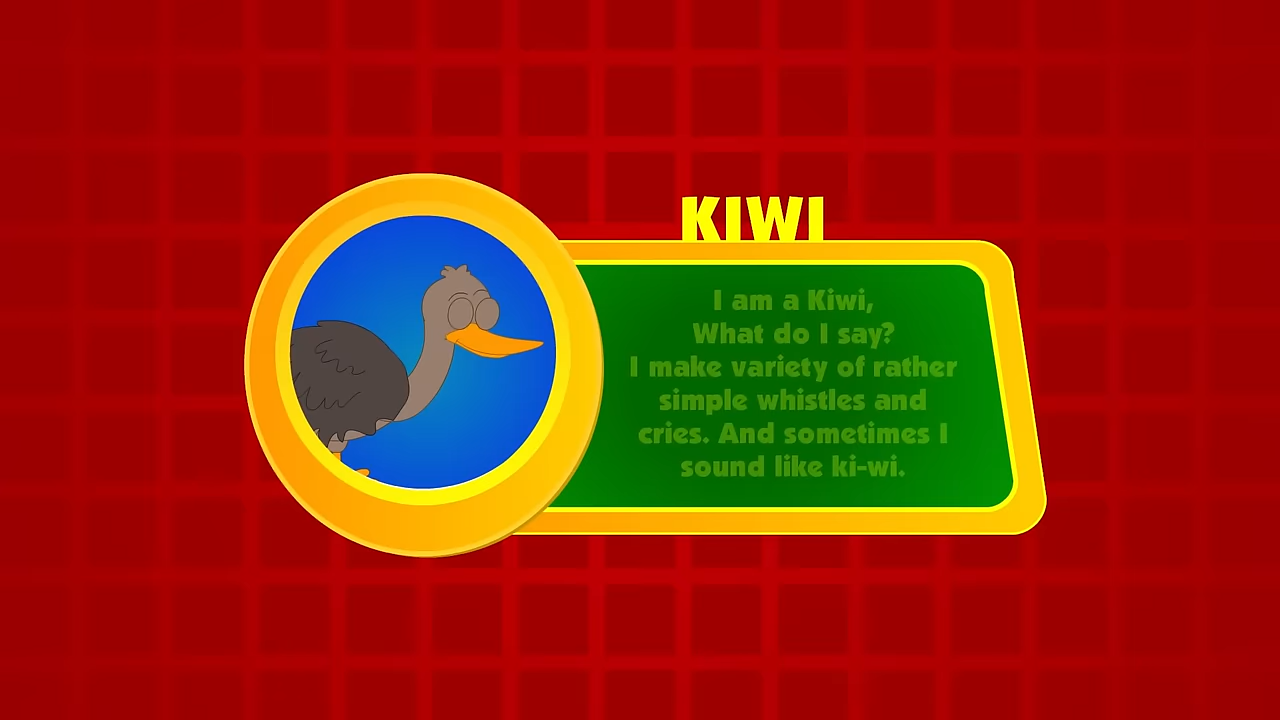 KIWI
I am a Kiwi,
What do I say?
I make variety of rather
simple whistles and
cries. And sometimes I
sound like ki-wi.